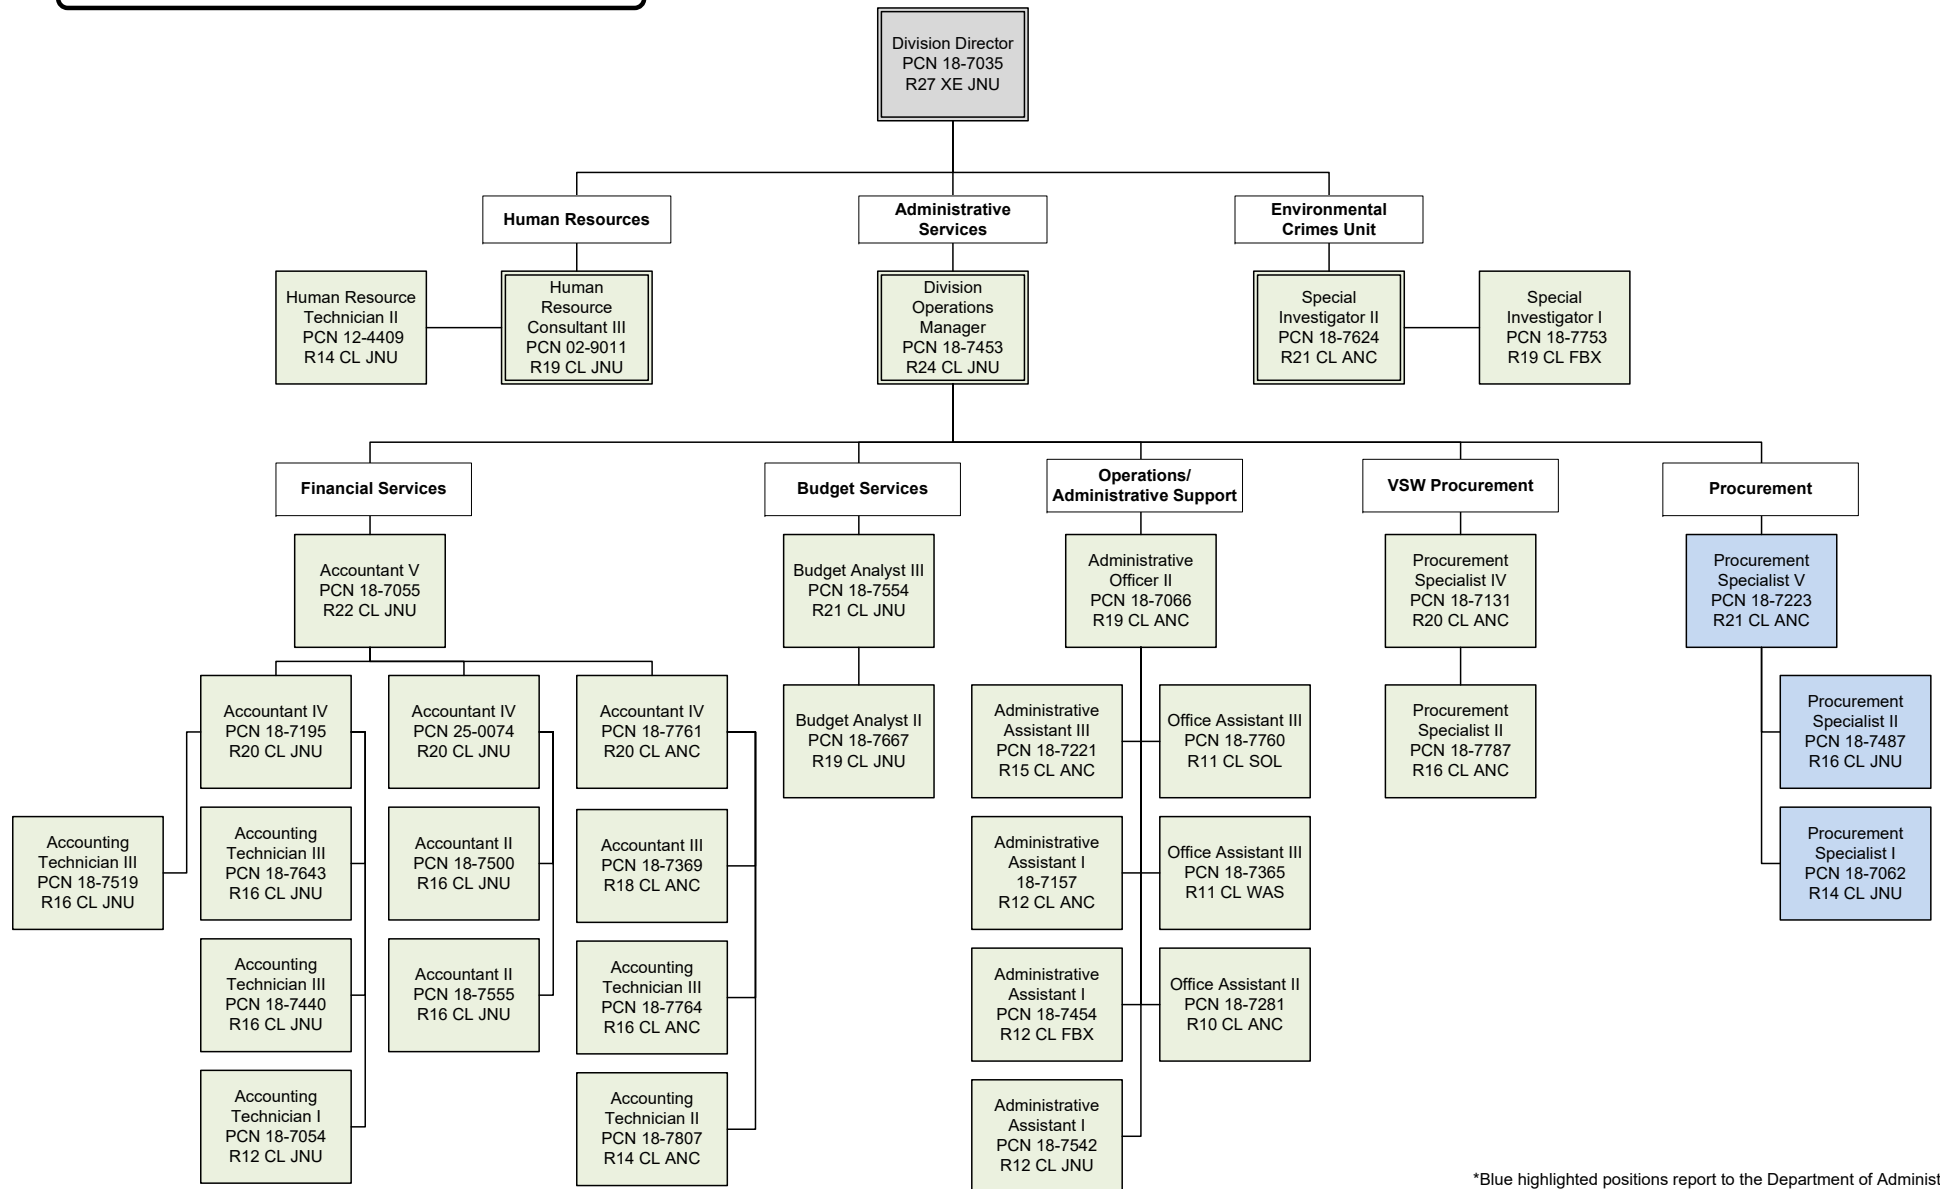 Division Director
PCN 18-7035
R27 XE JNU
Human Resources
Administrative
Services
Environmental
Crimes Unit
Human Resource
Technician II
PCN 12-4409
R14 CL JNU
Human
Resource
Consultant III
PCN 02-9011
R19 CL JNU
Division
Operations
Manager
PCN 18-7453
R24 CL JNU
Special
Investigator II
PCN 18-7624
R21 CL ANC
Special
Investigator I
PCN 18-7753
R19 CL FBX
Financial Services
Budget Services
Operations/
Administrative Support
VSW Procurement
Procurement
Accountant V
PCN 18-7055
R22 CL JNU
Budget Analyst III
PCN 18-7554
R21 CL JNU
Administrative
Officer II
PCN 18-7066
R19 CL ANC
Procurement
Specialist IV
PCN 18-7131
R20 CL ANC
Procurement
Specialist V
PCN 18-7223
R21 CL ANC
Accountant IV
PCN 18-7195
R20 CL JNU
Accountant IV
PCN 25-0074
R20 CL JNU
Accountant IV
PCN 18-7761
R20 CL ANC
Budget Analyst II
PCN 18-7667
R19 CL JNU
Administrative
Assistant III
PCN 18-7221
R15 CL ANC
Office Assistant III
PCN 18-7760
R11 CL SOL
Procurement
Specialist II
PCN 18-7787
R16 CL ANC
Procurement
Specialist II
PCN 18-7487
R16 CL JNU
Accounting
Technician III
PCN 18-7519
R16 CL JNU
Accounting
Technician III
PCN 18-7643
R16 CL JNU
Accountant II
PCN 18-7500
R16 CL JNU
Accountant III
PCN 18-7369
R18 CL ANC
Administrative
Assistant I
18-7157
R12 CL ANC
Office Assistant III
PCN 18-7365
R11 CL WAS
Procurement
Specialist I
PCN 18-7062
R14 CL JNU
Accounting
Technician III
PCN 18-7440
R16 CL JNU
Accountant II
PCN 18-7555
R16 CL JNU
Accounting
Technician III
PCN 18-7764
R16 CL ANC
Administrative
Assistant I
PCN 18-7454
R12 CL FBX
Office Assistant II
PCN 18-7281
R10 CL ANC
Accounting
Technician I
PCN 18-7054
R12 CL JNU
Accounting
Technician II
PCN 18-7807
R14 CL ANC
Administrative
Assistant I
PCN 18-7542
R12 CL JNU
*Blue highlighted positions report to the Department of Administ